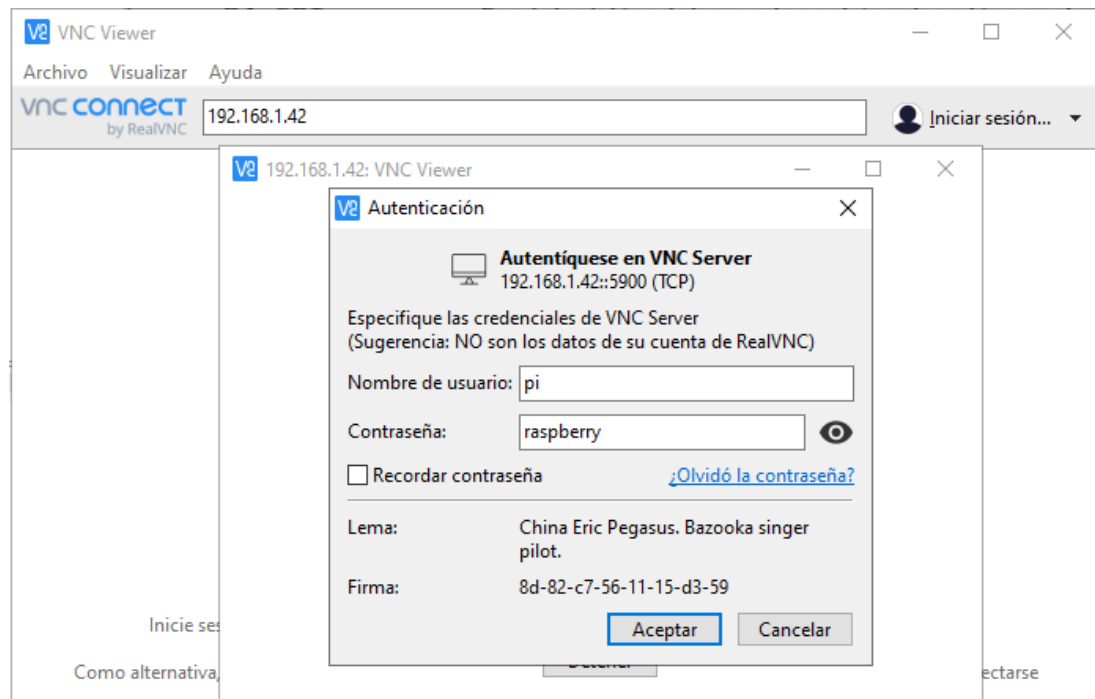 VNC Viewer
Archivo Visualizar Ayuda
vnc connect
by RealVNC
192.168.1.42
Iniciar sesión...
192.168.1.42: VNC Viewer
Autenticación
Autentíquese en VNC Server
192.168.1.42::5900 (TCP)
Especifique las credenciales de VNC Server
(Sugerencia: NO son los datos de su cuenta de RealVNC)
Nombre de usuario: pi
Contraseña: raspberry
Recordar contraseña ¿Olvidó la contraseña?
Lema: China Eric Pegasus. Bazooka singer
pilot.
Firma: 8d-82-c7-56-11-15-d3-59
Aceptar Cancelar
Inicie
Como alternativa,